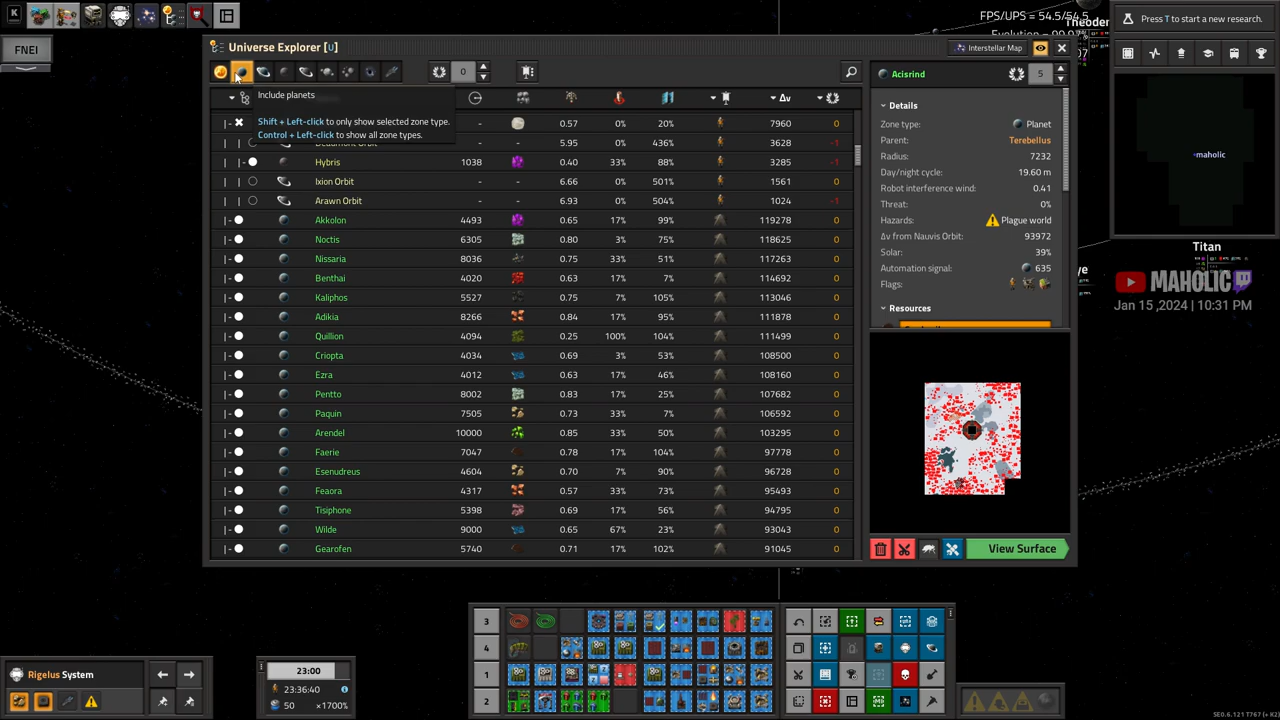 K
FPS/UPS = 54.5/54.5
Theoder
FNEI
Universe Explorer [U]
Interstellar Map
Press T to start a new research.
0
Include planets
Shift + Left-click to only show selected zone type.
Control + Left-click to show all zone types.
Δv
- - 0.57 0% 20% 7960 0
- - 5.95 0% 436% 3628 -1
Hybris 1038 0.40 33% 88% 3285 -1
Ixion Orbit - - 6.66 0% 501% 1561 0
Arawn Orbit - - 6.93 0% 504% 1024 -1
Akkolon 4493 0.65 17% 99% 119278 0
Noctis 6305 0.80 3% 75% 118625 0
Nissaria 8036 0.75 33% 51% 117263 0
Benthai 4020 0.63 17% 7% 114692 0
Kaliphos 5527 0.75 7% 105% 113046 0
Adikia 8266 0.84 17% 95% 111878 0
Quillion 4094 0.25 100% 104% 111499 0
Criopta 4034 0.69 3% 53% 108500 0
Ezra 4012 0.63 17% 46% 108160 0
Pentto 8002 0.83 17% 25% 107682 0
Paquin 7505 0.73 33% 7% 106592 0
Arendel 10000 0.85 33% 50% 103295 0
Faerie 7047 0.78 17% 104% 97778 0
Esenudreus 4604 0.70 7% 90% 96728 0
Feaora 4317 0.57 33% 73% 95493 0
Tisiphone 5398 0.69 17% 56% 94795 0
Wilde 9000 0.65 67% 23% 93043 0
Gearofen 5740 0.71 17% 102% 91045 0
Acisrind 5
Details
Zone type: Planet
Parent: Terebellus
Radius: 7232
Day/night cycle: 19.60 m
Robot interference wind: 0.41
Threat: 0%
Hazards: Plague world
Δv from Nauvis Orbit: 93972
Solar: 39%
Automation signal: 635
Flags:
Resources
View Surface
maholic
Titan
MAHOLIC
Jan 15,2024 | 10:31 PM
3
4
1
2
Rigelus System
23:00
23:36:40
50 ×1700%
SE0.6.121 T767 (+ K2)